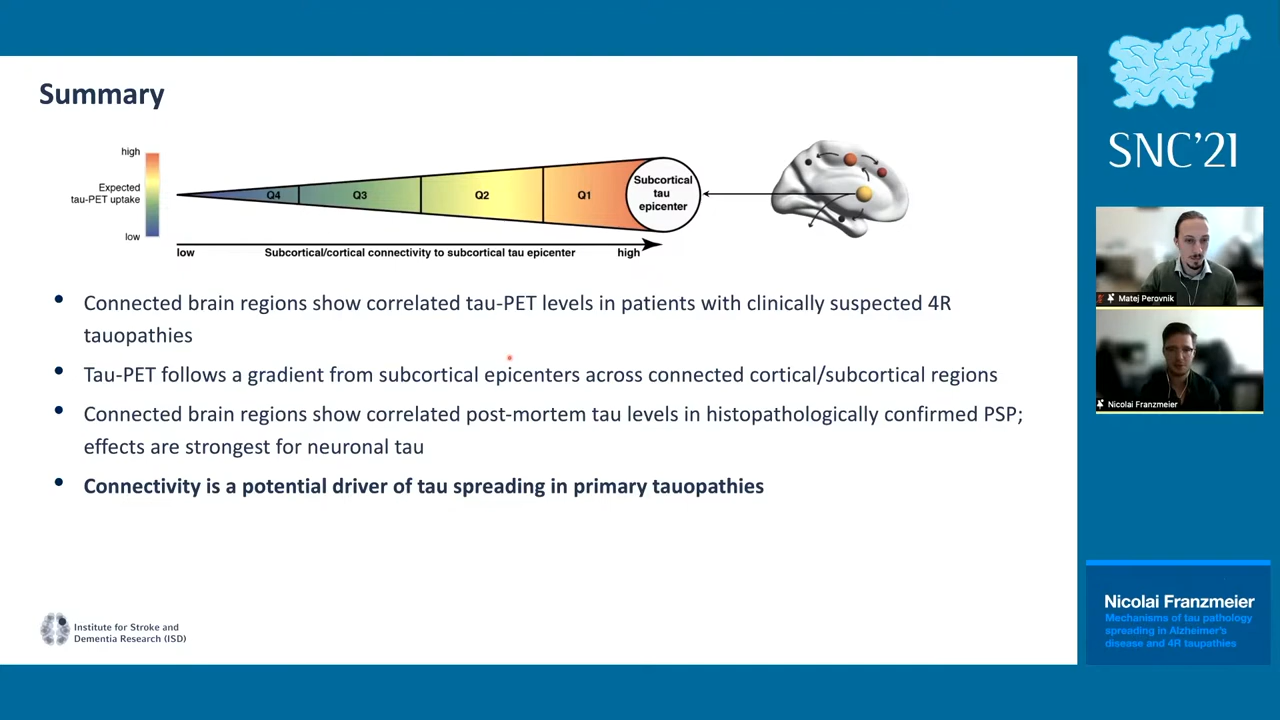 Summary
high
Expected
tau-PET uptake
low
Q4
Q3
Q2
Q1
Subcortical
tau
epicenter
low
Subcortical/cortical connectivity to subcortical tau epicenter
high
• Connected brain regions show correlated tau-PET levels in patients with clinically suspected 4R
tauopathies
• Tau-PET follows a gradient from subcortical epicenters across connected cortical/subcortical regions
• Connected brain regions show correlated post-mortem tau levels in histopathologically confirmed PSP;
effects are strongest for neuronal tau
• Connectivity is a potential driver of tau spreading in primary tauopathies
Institute for Stroke and
Dementia Research (ISD)
SNC’21
Matej Perovnik
Nicolai Franzmeier
Nicolai Franzmeier
Mechanisms of tau pathology
spreading in Alzheimer's
disease and 4R taupathies